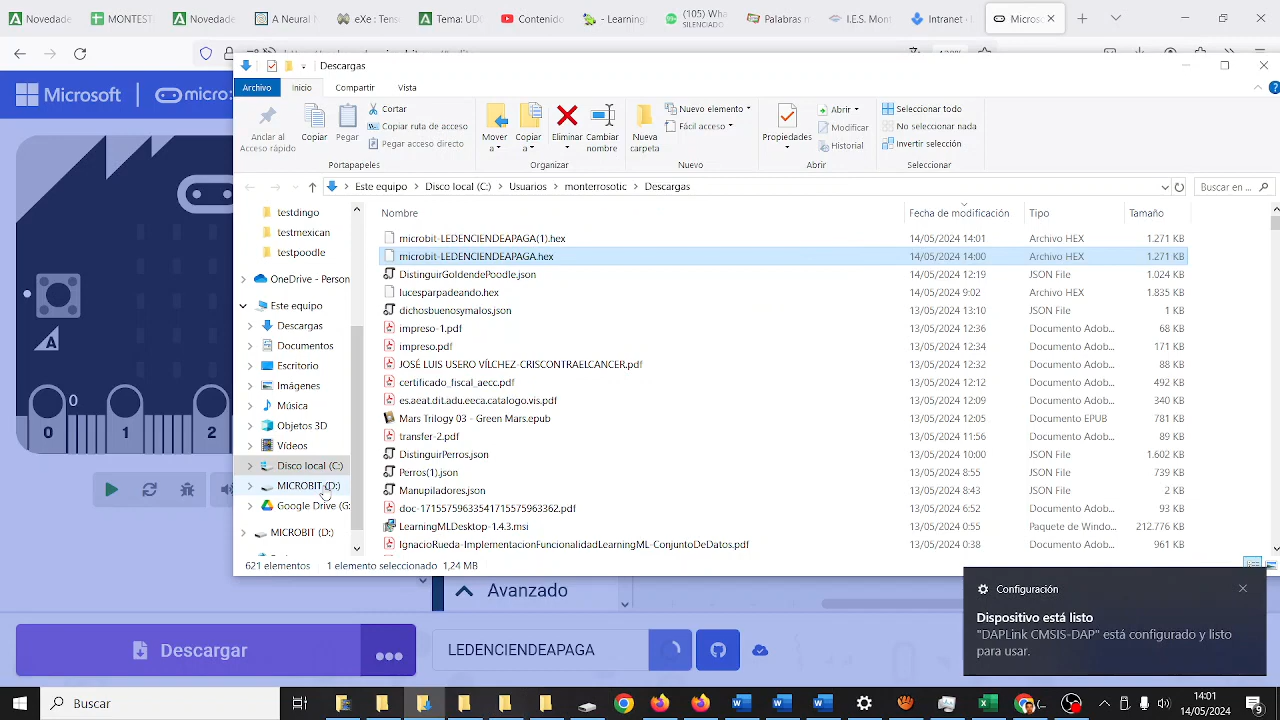 Novedade
MONTEST
Novedade
A Neural
eXe: Tens
Tema: UDI
Contenido
- Learning
(105) Wha
SILENCIADO
Palabras r
I.E.S. Mont
Intranet -
Micros
Descargas
Archivo
Inicio
Compartir
Vista
Microsoft
micro:
Anclar al
Acceso rápido
Copiar
Pegar
Cortar
Copiar ruta de acceso
Pegar acceso directo
Portapapeles
Mover
a
Copiar
a
Eliminar
Cambiar
nombre
Organizar
Nueva
carpeta
Nuevo elemento
Fácil acceso
Nuevo
Propiedades
Abrir
Modificar
Historial
Abrir
Seleccionar todo
No seleccionar nada
Invertir selección
Seleccionar
Este equipo
Disco local (C:)
Usuarios
monterrosotic
Descargas
Buscar en ...
testdingo
testmexican
testpoodle
OneDrive - Person
Este equipo
Descargas
Documentos
Escritorio
Imágenes
Música
Objetos 3D
Vídeos
Disco local (C:)
MICROBIT (D:)
Google Drive (G:
MICROBIT (D:)
Nombre Fecha de modificación Tipo Tamaño
microbit-LEDENCIENDEAPAGA(1).hex 14/05/2024 14:01 Archivo HEX 1.271 KB
microbit-LEDENCIENDEAPAGA.hex 14/05/2024 14:00 Archivo HEX 1.271 KB
DistinguirGoldendePoodle.json 14/05/2024 12:19 JSON File 1.024 KB
lucesparpadeando.hex 14/05/2024 9:02 Archivo HEX 1.835 KB
dichosbuenosymalos.json 13/05/2024 13:10 JSON File 1 KB
impreso-1.pdf 13/05/2024 12:36 Documento Adob... 68 KB
impreso.pdf 13/05/2024 12:34 Documento Adob... 171 KB
JOSÉ LUIS USERO VÍLCHEZ-CRISCONTRAELCANCER.pdf 13/05/2024 12:32 Documento Adob... 88 KB
certificado_fiscal_aecc.pdf 13/05/2024 12:12 Documento Adob... 492 KB
es.aeat.dit.adu.eeca.catalogo.vis.pdf 13/05/2024 12:09 Documento Adob... 340 KB
Mars Trilogy 03 - Green Mars.epub 13/05/2024 12:05 Documento EPUB 781 KB
transfer-2.pdf 13/05/2024 11:56 Documento Adob... 89 KB
DistinguirPerros.json 13/05/2024 10:00 JSON File 1.602 KB
Perros(1).json 13/05/2024 8:55 JSON File 739 KB
Manupiladores.json 13/05/2024 8:43 JSON File 2 KB
doc-17155759633541715575963362.pdf 13/05/2024 6:52 Documento Adob... 93 KB
LearningMLDesktop-1.4.3.msi 13/05/2024 0:55 Paquete de Windo... 212.776 KB
IgnacioRueda-ImplementacionFuncionalidadLearningML-ConjuntoDeDatos.pdf 13/05/2024 0:38 Documento Adob... 961 KB
621 elementos 1 elemento seleccionado 1,24 MB
A
0
0 1 2
Avanzado
Configuración
Dispositivo está listo
"DAPLink CMSIS-DAP" está configurado y listo
para usar.
Descargar
LEDENCIENDEAPAGA
Buscar
14:01
14/05/2024
9